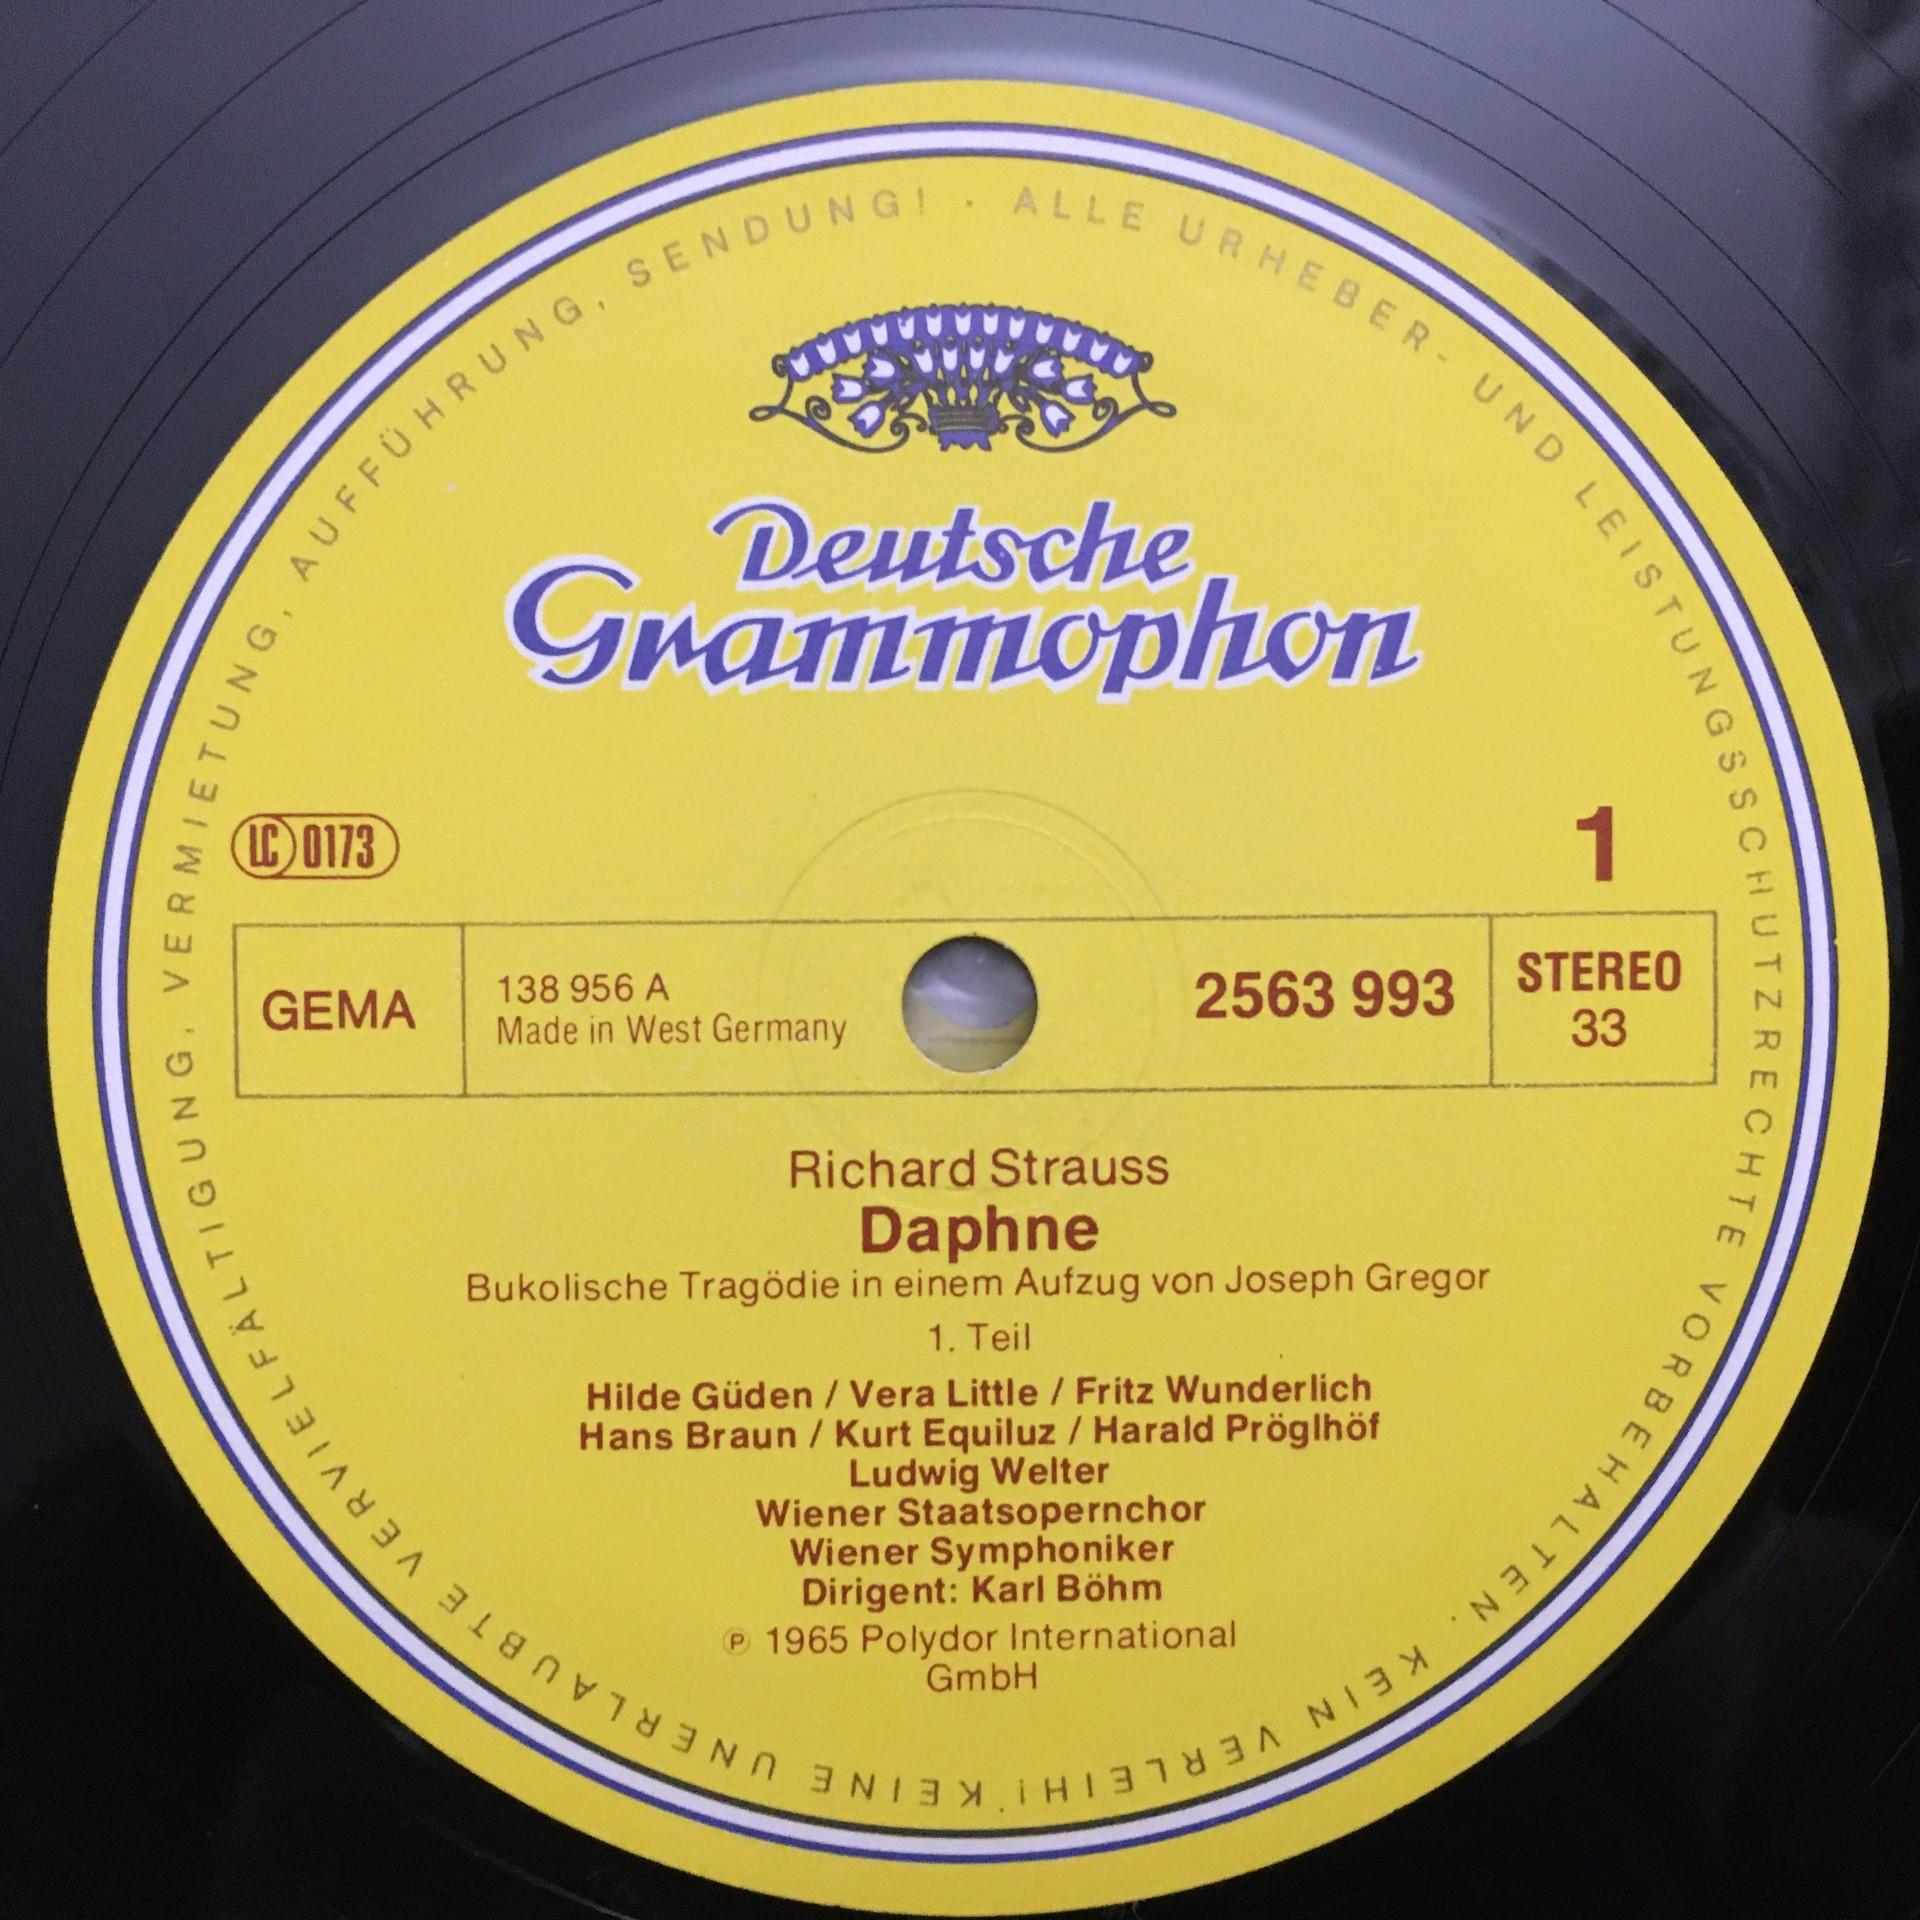 ALLE URHEBER- UND LEISTUNGSSCHUTZRECHTE VORBEHALTEN. KEIN VERLEIH! KEINE UNERLAUBTE VERVIELFÄLTIGUNG, VERMIETUNG, AUFFÜHRUNG, SENDUNG! ·
Deutsche
Grammophon
LC 0173
1
GEMA
138 956 A
Made in West Germany
2563 993
STEREO
33
Richard Strauss
Daphne
Bukolische Tragödie in einem Aufzug von Joseph Gregor
1. Teil
Hilde Güden / Vera Little / Fritz Wunderlich
Hans Braun / Kurt Equiluz / Harald Pröglhöf
Ludwig Welter
Wiener Staatsopernchor
Wiener Symphoniker
Dirigent: Karl Böhm
℗ 1965 Polydor International
GmbH